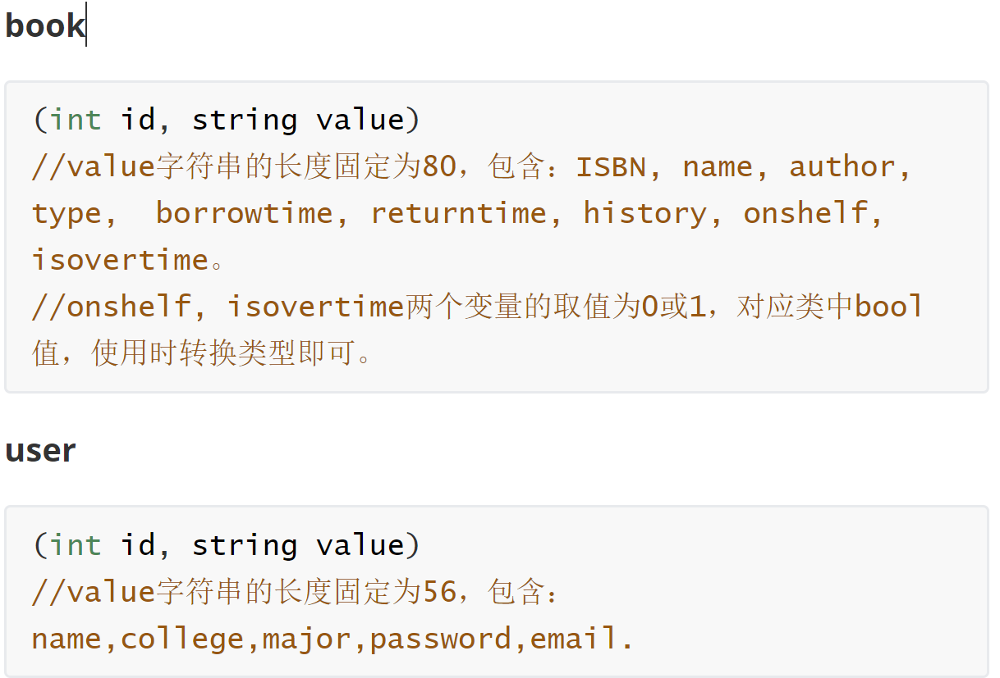 book
(int id, string value)
//value字符串的长度固定为80，包含：ISBN, name, author,
type,  borrowtime, returntime, history, onshelf,
isovertime。
//onshelf, isovertime两个变量的取值为0或1，对应类中bool
值，使用时转换类型即可。
user
(int id, string value)
//value字符串的长度固定为56，包含：
name,college,major,password,email.